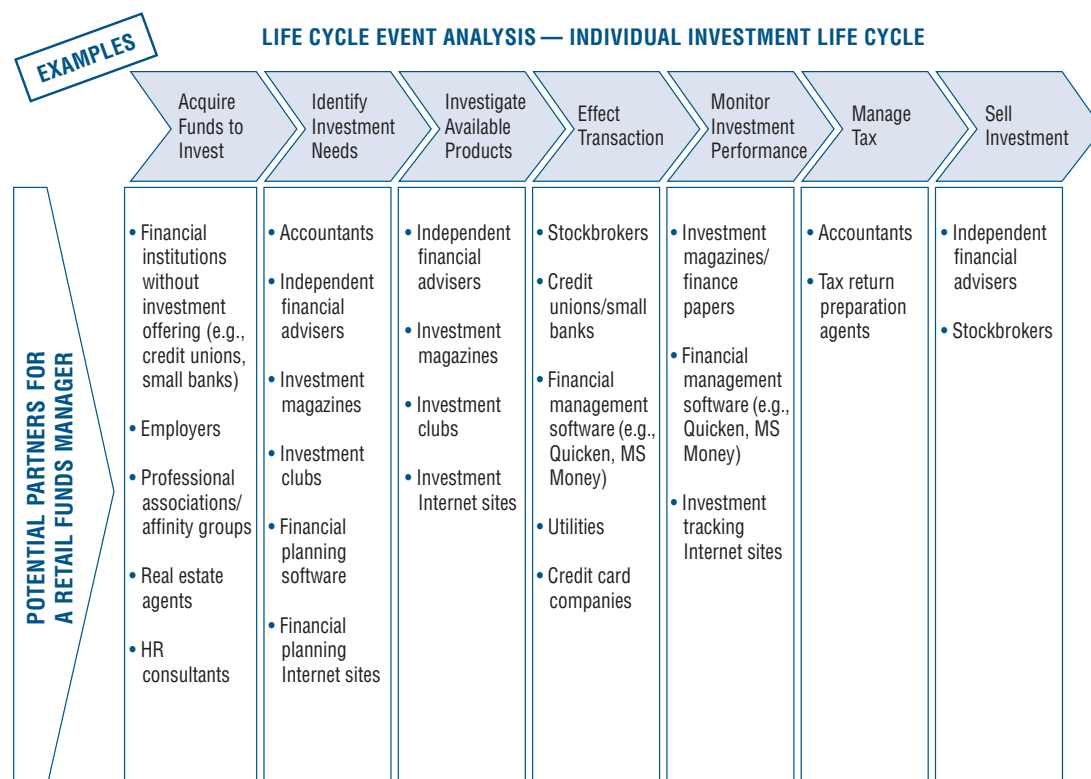 EXAMPLES
LIFE CYCLE EVENT ANALYSIS — INDIVIDUAL INVESTMENT LIFE CYCLE
Acquire
Funds to
Invest
Identify
Investment
Needs
Investigate
Available
Products
Effect
Transaction
Monitor
Investment
Performance
Manage
Tax
Sell
Investment
POTENTIAL PARTNERS FOR
A RETAIL FUNDS MANAGER
• Financial
institutions
without
investment
offering (e.g.,
credit unions,
small banks)
• Employers
• Professional
associations/
affinity groups
• Real estate
agents
• HR
consultants
• Accountants
• Independent
financial
advisers
• Investment
magazines
• Investment
clubs
• Financial
planning
software
• Financial
planning
Internet sites
• Independent
financial
advisers
• Investment
magazines
• Investment
clubs
• Investment
Internet sites
• Stockbrokers
• Credit
unions/small
banks
• Financial
management
software (e.g.,
Quicken, MS
Money)
• Utilities
• Credit card
companies
• Investment
magazines/
finance
papers
• Financial
management
software (e.g.,
Quicken, MS
Money)
• Investment
tracking
Internet sites
• Accountants
• Tax return
preparation
agents
• Independent
financial
advisers
• Stockbrokers